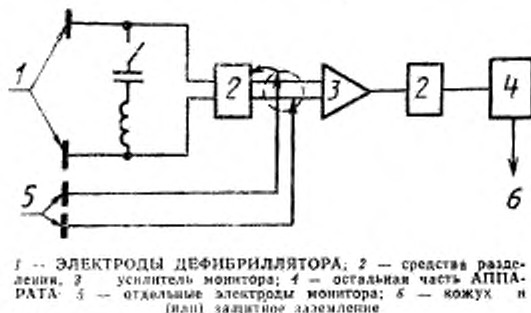 1
2
3
2
4
5
6
1 — ЭЛЕКТРОДЫ ДЕФИБРИЛЛЯТОРА; 2 — средства разде-
ления, 3 усилитель монитора; 4 — остальная часть АППА-
РАТА 5 — отдельные электроды монитора; 6 — кожух и
(или) защитное заземление